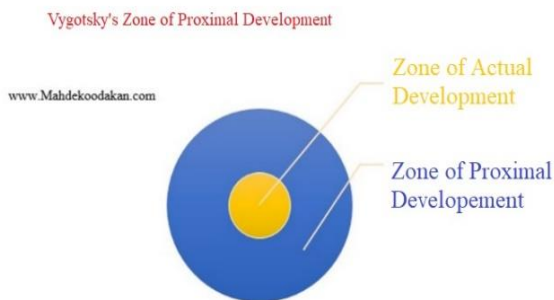 Vygotsky's Zone of Proximal Development
www.Mahdekoodakan.com
Zone of Actual
Development
Zone of Proximal
Developement